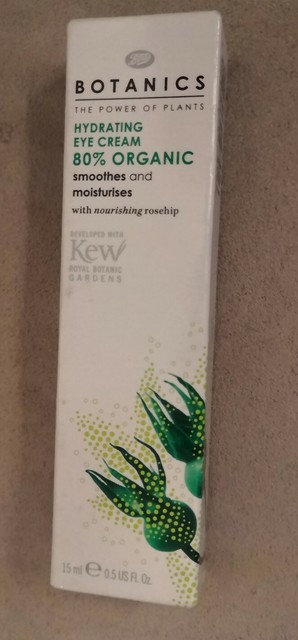 Boots
BOTANICS
THE POWER OF PLANTS
HYDRATING
EYE CREAM
80% ORGANIC
smoothes and
moisturises
with nourishing rosehip
DEVELOPED WITH
Kew
ROYAL BOTANIC
GARDENS
15 ml e 0.5 US Fl. Oz.